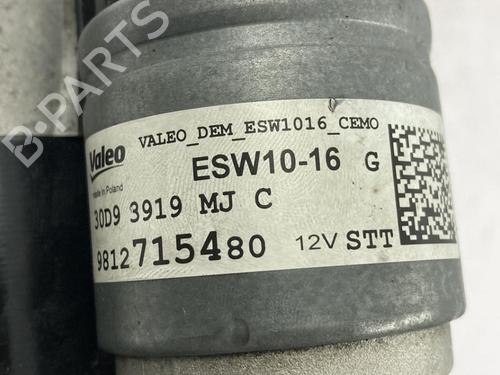 B-PARTS
VALEO_DEM_ESW1016_CEMO
Valeo
ESW10-16 G
Made in Poland
30D9 3919 MJ C
9812715480 12V STT